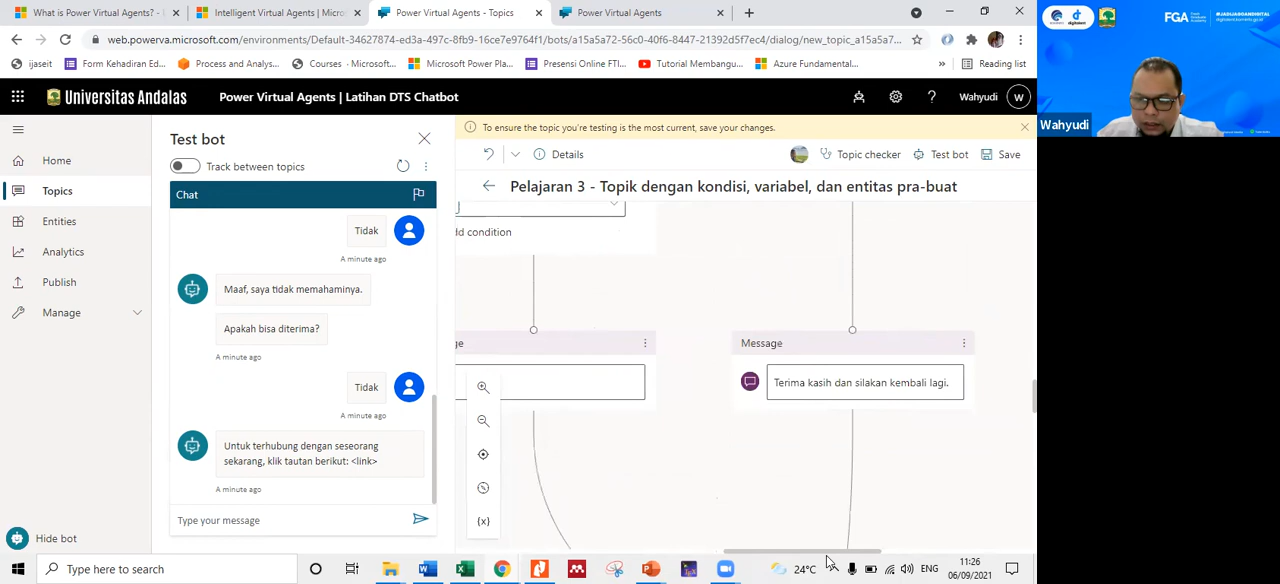 What is Power Virtual Agents? -
Intelligent Virtual Agents | Micro
Power Virtual Agents - Topics
Power Virtual Agents
web.powerva.microsoft.com/environments/Default-34627874-ed3a-497c-8fb9-16ce7e9764f1/bots/a15a5a72-56c0-40f6-8447-21392d5f7ec4/dialog/new_topic_a15a5a7...
ijaseit
Form Kehadiran Ed...
Process and Analys...
Courses - Microsoft...
Microsoft Power Pla...
Presensi Online FTI...
Tutorial Membangu...
Azure Fundamental...
»
Reading list
Universitas Andalas
Power Virtual Agents | Latihan DTS Chatbot
?
Wahyudi
W
Home
Topics
Entities
Analytics
Publish
Manage
Hide bot
Test bot
Track between topics
Chat
Tidak
A minute ago
Maaf, saya tidak memahaminya.
Apakah bisa diterima?
A minute ago
Tidak
A minute ago
Untuk terhubung dengan seseorang
sekarang, klik tautan berikut: <link>
A minute ago
Type your message
To ensure the topic you're testing is the most current, save your changes.
Details
Topic checker
Test bot
Save
Pelajaran 3 - Topik dengan kondisi, variabel, dan entitas pra-buat
dd condition
ge
Message
Terima kasih dan silakan kembali lagi.
{x}
Type here to search
24°C
ENG
11:26
06/09/2021
FGA
#JADIJAGOANDIGITAL
Wahyudi